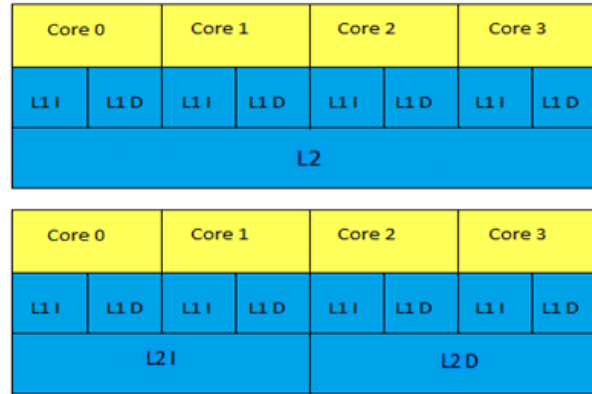 Core 0 Core 1 Core 2 Core 3
L1 I L1 D L1 I L1 D L1 I L1 D L1 I L1 D
L2
Core 0 Core 1 Core 2 Core 3
L1 I L1 D L1 I L1 D L1 I L1 D L1 I L1 D
L2 I L2 D